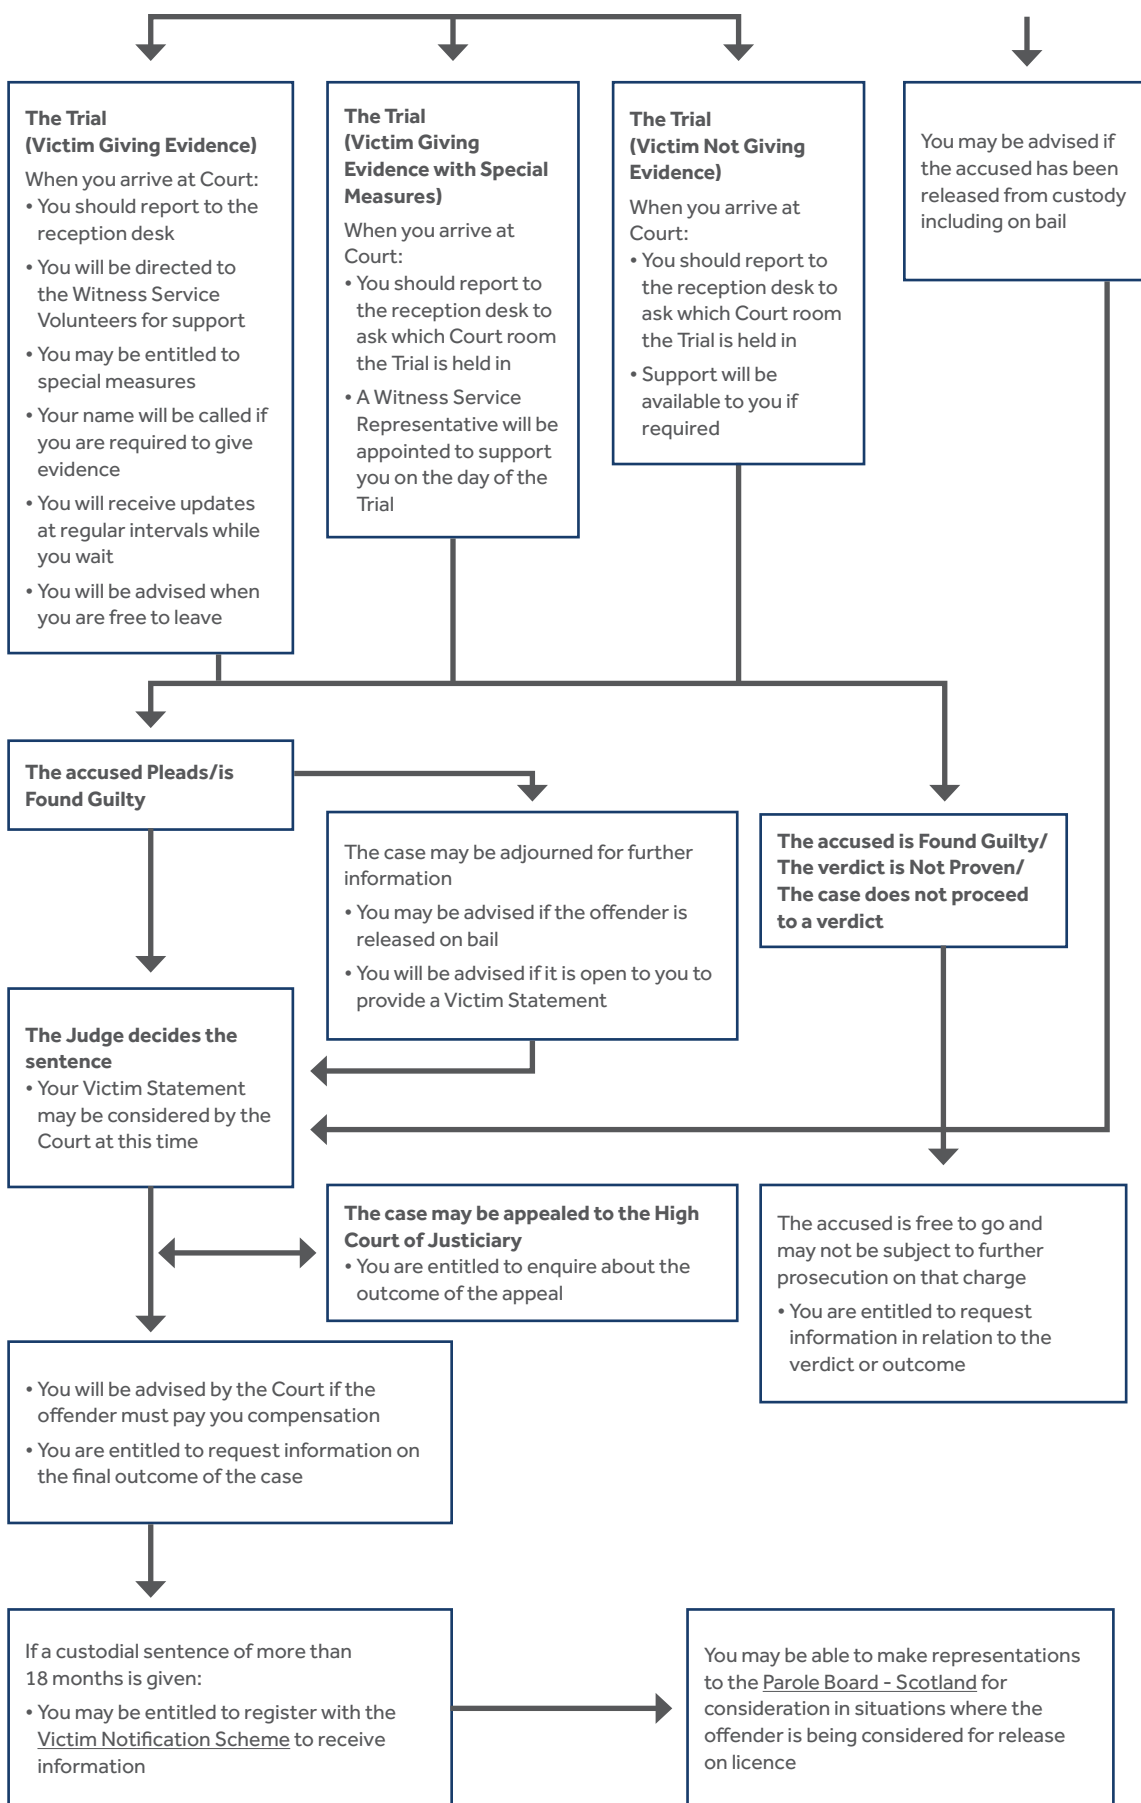 The Trial
(Victim Giving Evidence)
When you arrive at Court:
• You should report to the
reception desk
• You will be directed to
the Witness Service
Volunteers for support
• You may be entitled to
special measures
• Your name will be called if
you are required to give
evidence
• You will receive updates
at regular intervals while
you wait
• You will be advised when
you are free to leave
The Trial
(Victim Giving
Evidence with Special
Measures)
When you arrive at
Court:
• You should report to
the reception desk to
ask which Court room
the Trial is held in
• A Witness Service
Representative will be
appointed to support
you on the day of the
Trial
The Trial
(Victim Not Giving
Evidence)
When you arrive at
Court:
• You should report to
the reception desk to
ask which Court room
the Trial is held in
• Support will be
available to you if
required
You may be advised if
the accused has been
released from custody
including on bail
The accused Pleads/is
Found Guilty
The case may be adjourned for further
information
• You may be advised if the offender is
released on bail
• You will be advised if it is open to you to
provide a Victim Statement
The accused is Found Guilty/
The verdict is Not Proven/
The case does not proceed
to a verdict
The Judge decides the
sentence
• Your Victim Statement
may be considered by the
Court at this time
The case may be appealed to the High
Court of Justiciary
• You are entitled to enquire about the
outcome of the appeal
The accused is free to go and
may not be subject to further
prosecution on that charge
• You are entitled to request
information in relation to the
verdict or outcome
• You will be advised by the Court if the
offender must pay you compensation
• You are entitled to request information on
the final outcome of the case
If a custodial sentence of more than
18 months is given:
• You may be entitled to register with the
Victim Notification Scheme to receive
information
You may be able to make representations
to the Parole Board - Scotland for
consideration in situations where the
offender is being considered for release
on licence